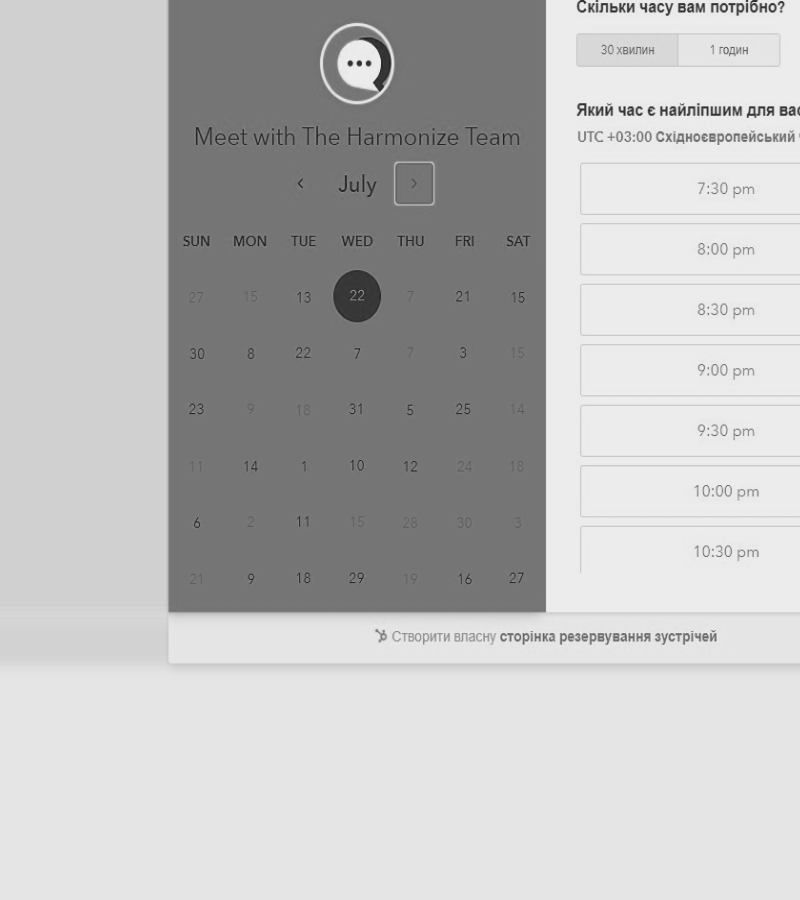 Meet with The Harmonize Team
July
SUN MON TUE WED THU FRI SAT
27 15 13 22 7 21 15
30 8 22 7 7 3 15
23 9 18 31 5 25 14
11 14 1 10 12 24 18
6 2 11 15 28 30 3
21 9 18 29 19 16 27
Скільки часу вам потрібно?
30 хвилин 1 годин
Який час є найліпшим для вас
UTC +03:00 Східноєвропейський
7:30 pm
8:00 pm
8:30 pm
9:00 pm
9:30 pm
10:00 pm
10:30 pm
Створити власну сторінка резервування зустрічей